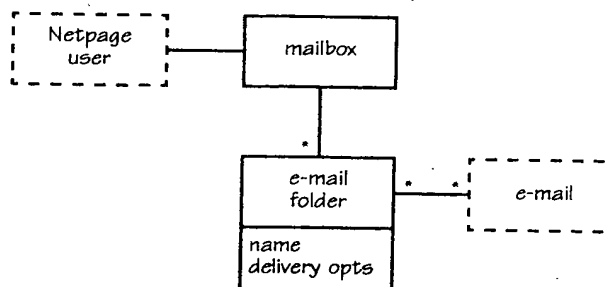 Netpage
user
mailbox
*
e-mail
folder
* *
e-mail
name
delivery opts